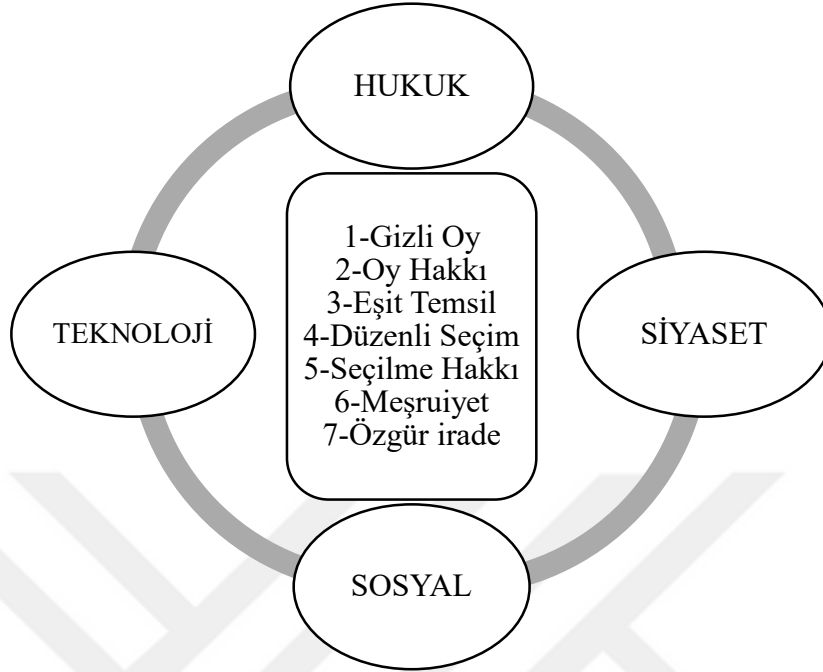 HUKUK
1-Gizli Oy
2-Oy Hakkı
3-Eşit Temsil
4-Düzenli Seçim
5-Seçilme Hakkı
6-Meşruiyet
7-Özgür irade
TEKNOLOJİ
SİYASET
SOSYAL